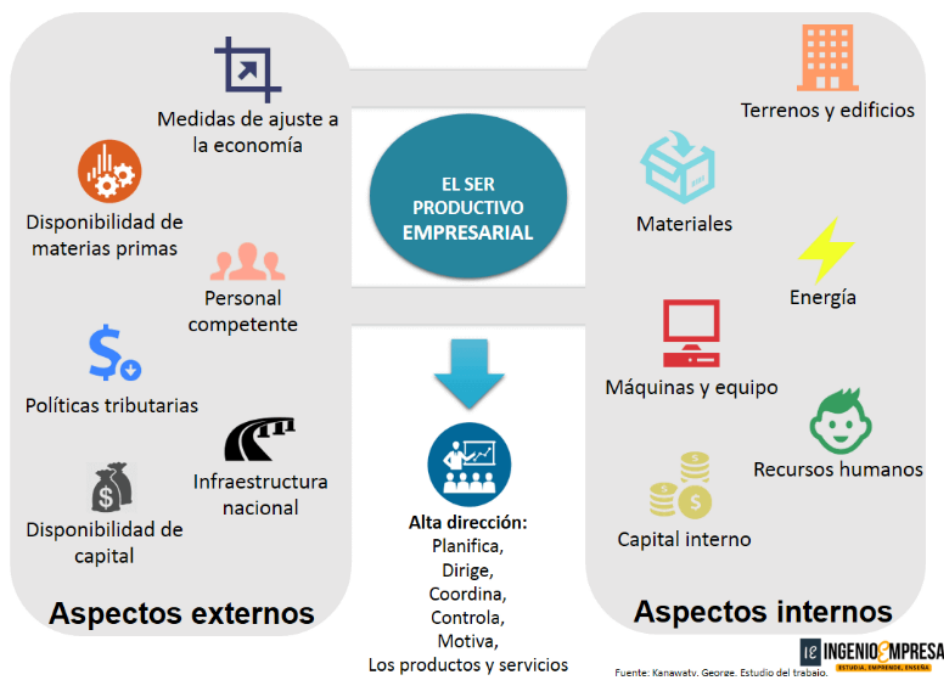 Medidas de ajuste a
la economía
Disponibilidad de
materias primas
Personal
competente
Políticas tributarias
Infraestructura
nacional
Disponibilidad de
capital
Aspectos externos
EL SER
PRODUCTIVO
EMPRESARIAL
Alta dirección:
Planifica,
Dirige,
Coordina,
Controla,
Motiva,
Los productos y servicios
Terrenos y edificios
Materiales
Energía
Máquinas y equipo
Recursos humanos
Capital interno
Aspectos internos
IE INGENIOEMPRESA
ESTUDIA, EMPRENDE, ENSEÑA
Fuente: Kanawaty, George. Estudio del trabajo.